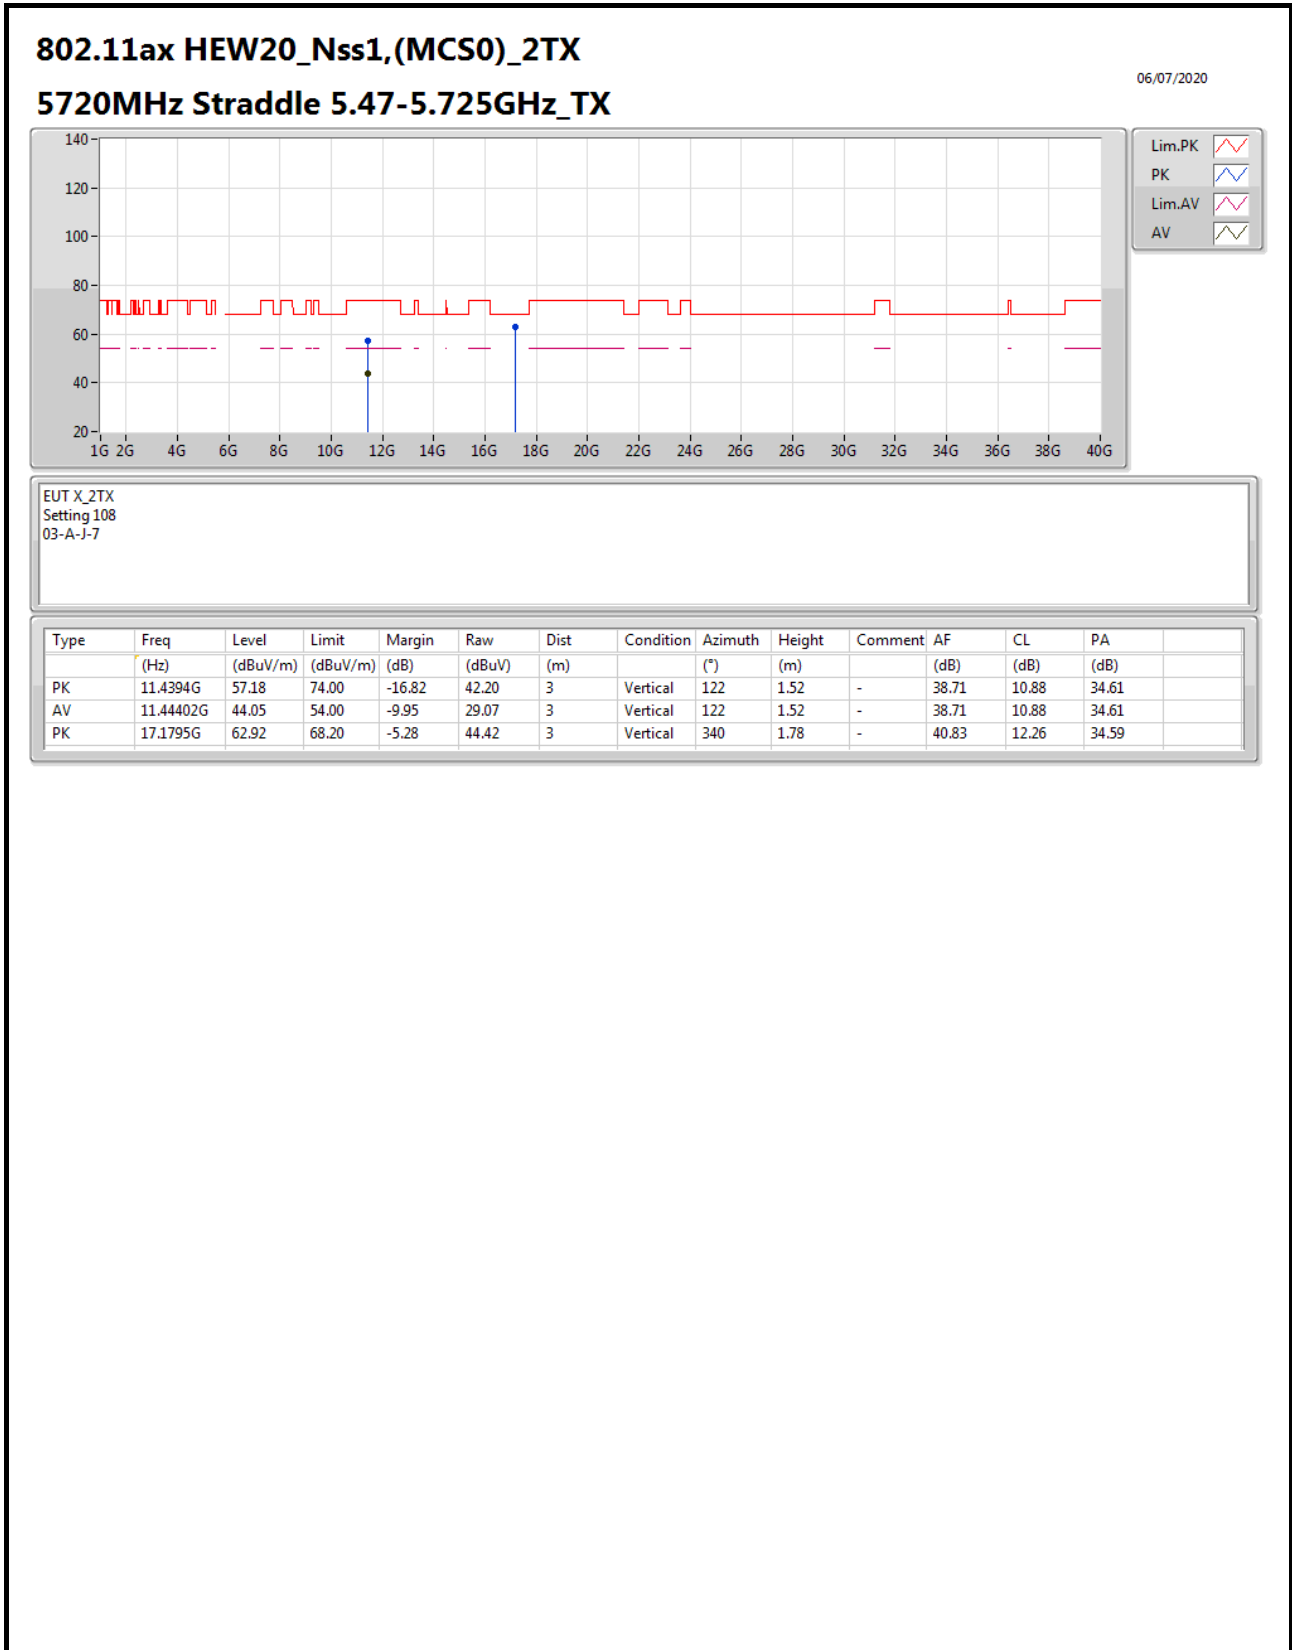 802.11ax HEW20_Nss1,(MCS0)_2TX
06/07/2020
5720MHz Straddle 5.47-5.725GHz_TX
140
120
100
80
60
40
20
1G 2G 4G 6G 8G 10G 12G 14G 16G 18G 20G 22G 24G 26G 28G 30G 32G 34G 36G 38G 40G
Lim.PK
PK
Lim.AV
AV
EUT X_2TX
Setting 108
03-A-J-7
Type Freq Level Limit Margin Raw Dist Condition Azimuth Height Comment AF CL PA
(Hz) (dBuV/m) (dBuV/m) (dB) (dBuV) (m) (°) (m) (dB) (dB) (dB)
PK 11.4394G 57.18 74.00 -16.82 42.20 3 Vertical 122 1.52 - 38.71 10.88 34.61
AV 11.44402G 44.05 54.00 -9.95 29.07 3 Vertical 122 1.52 - 38.71 10.88 34.61
PK 17.1795G 62.92 68.20 -5.28 44.42 3 Vertical 340 1.78 - 40.83 12.26 34.59